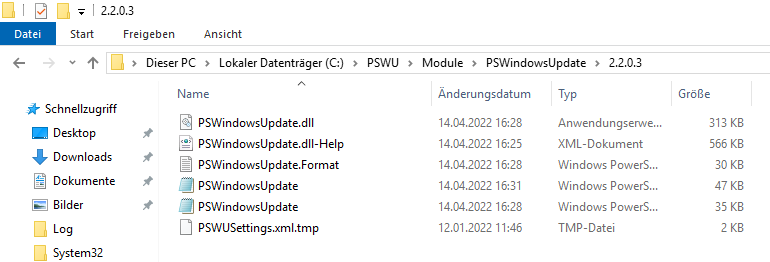 2.2.0.3
Datei Start Freigeben Ansicht
Dieser PC Lokaler Datenträger (C:) PSWU Module PSWindowsUpdate 2.2.0.3
Name Änderungsdatum Typ Größe
Schnellzugriff
Desktop
Downloads
Dokumente
Bilder
Log
System32
PSWindowsUpdate.dll 14.04.2022 16:28 Anwendungserwe... 313 KB
PSWindowsUpdate.dll-Help 14.04.2022 16:25 XML-Dokument 566 KB
PSWindowsUpdate.Format 14.04.2022 16:28 Windows PowerS... 30 KB
PSWindowsUpdate 14.04.2022 16:31 Windows PowerS... 47 KB
PSWindowsUpdate 14.04.2022 16:28 Windows PowerS... 35 KB
PSWUSettings.xml.tmp 12.01.2022 11:46 TMP-Datei 2 KB